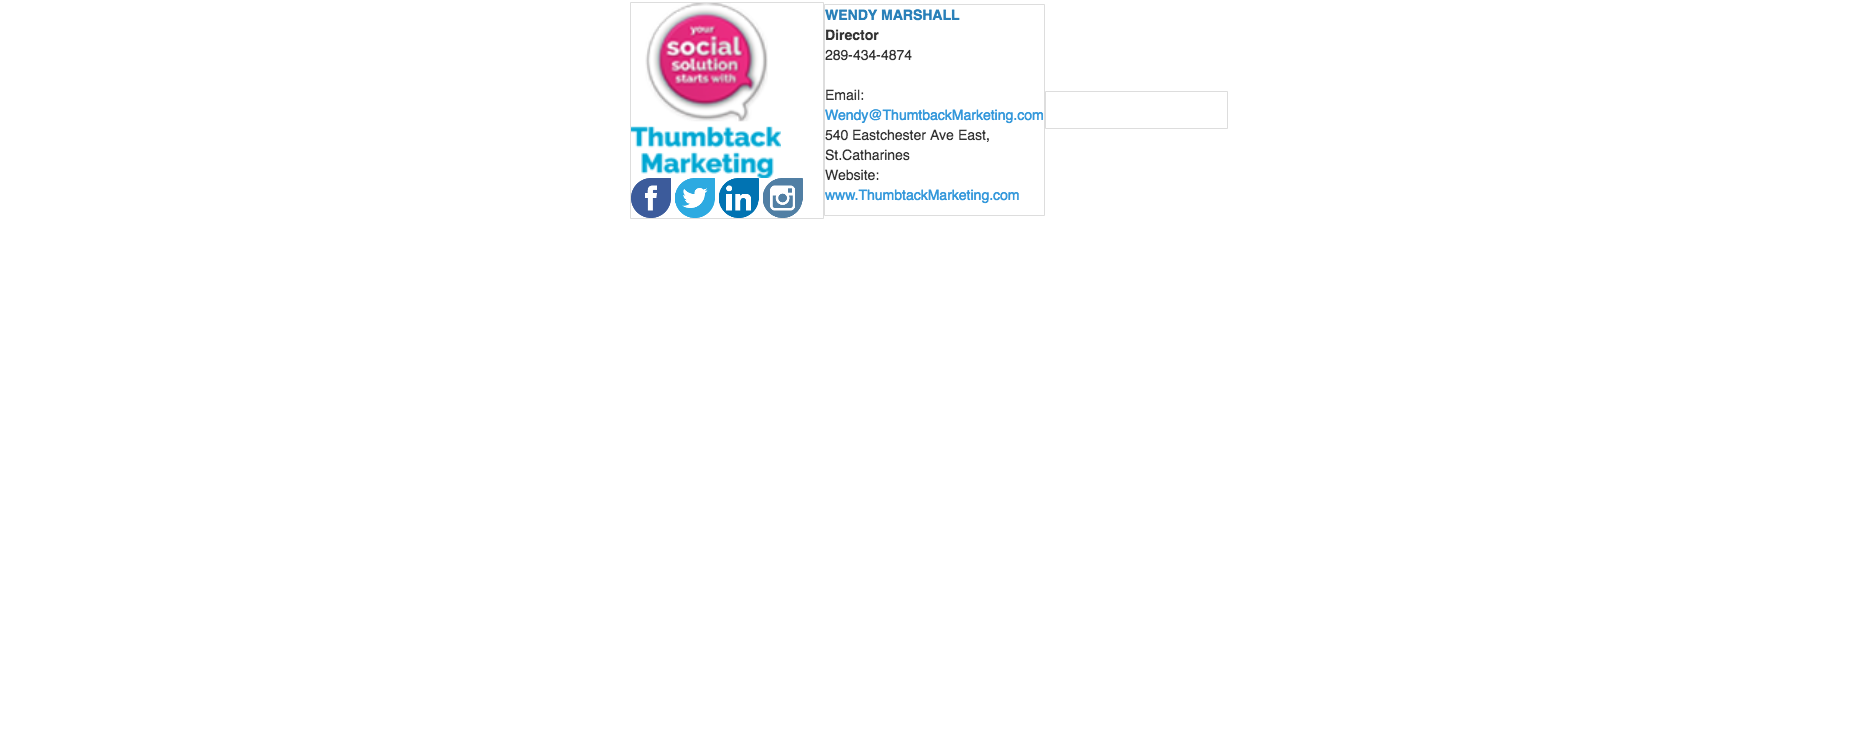 your
social
solution
starts with
Thumbtack
Marketing
WENDY MARSHALL
Director
289-434-4874
Email:
Wendy@ThumtbackMarketing.com
540 Eastchester Ave East,
St.Catharines
Website:
www.ThumbtackMarketing.com